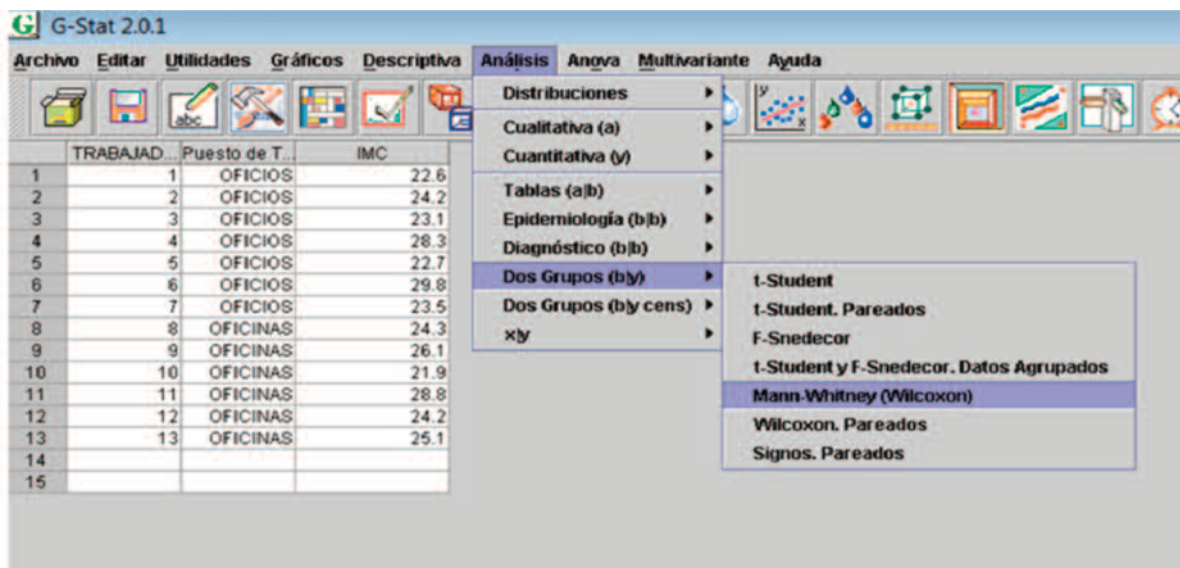 G G-Stat 2.0.1
Archivo Editar Utilidades Gráficos Descriptiva Análisis Anova Multivariante Ayuda
abc
y
x
TRABAJAD... Puesto de T... IMC
1 1 OFICIOS 22.6
2 2 OFICIOS 24.2
3 3 OFICIOS 23.1
4 4 OFICIOS 28.3
5 5 OFICIOS 22.7
6 6 OFICIOS 29.8
7 7 OFICIOS 23.5
8 8 OFICINAS 24.3
9 9 OFICINAS 26.1
10 10 OFICINAS 21.9
11 11 OFICINAS 28.8
12 12 OFICINAS 24.2
13 13 OFICINAS 25.1
14
15
Distribuciones
Cualitativa (a)
Cuantitativa (y)
Tablas (a|b)
Epidemiología (b|b)
Diagnóstico (b|b)
Dos Grupos (b|y)
Dos Grupos (b|y cens)
x|y
t-Student
t-Student. Pareados
F-Snedecor
t-Student y F-Snedecor. Datos Agrupados
Mann-Whitney (Wilcoxon)
Wilcoxon. Pareados
Signos. Pareados